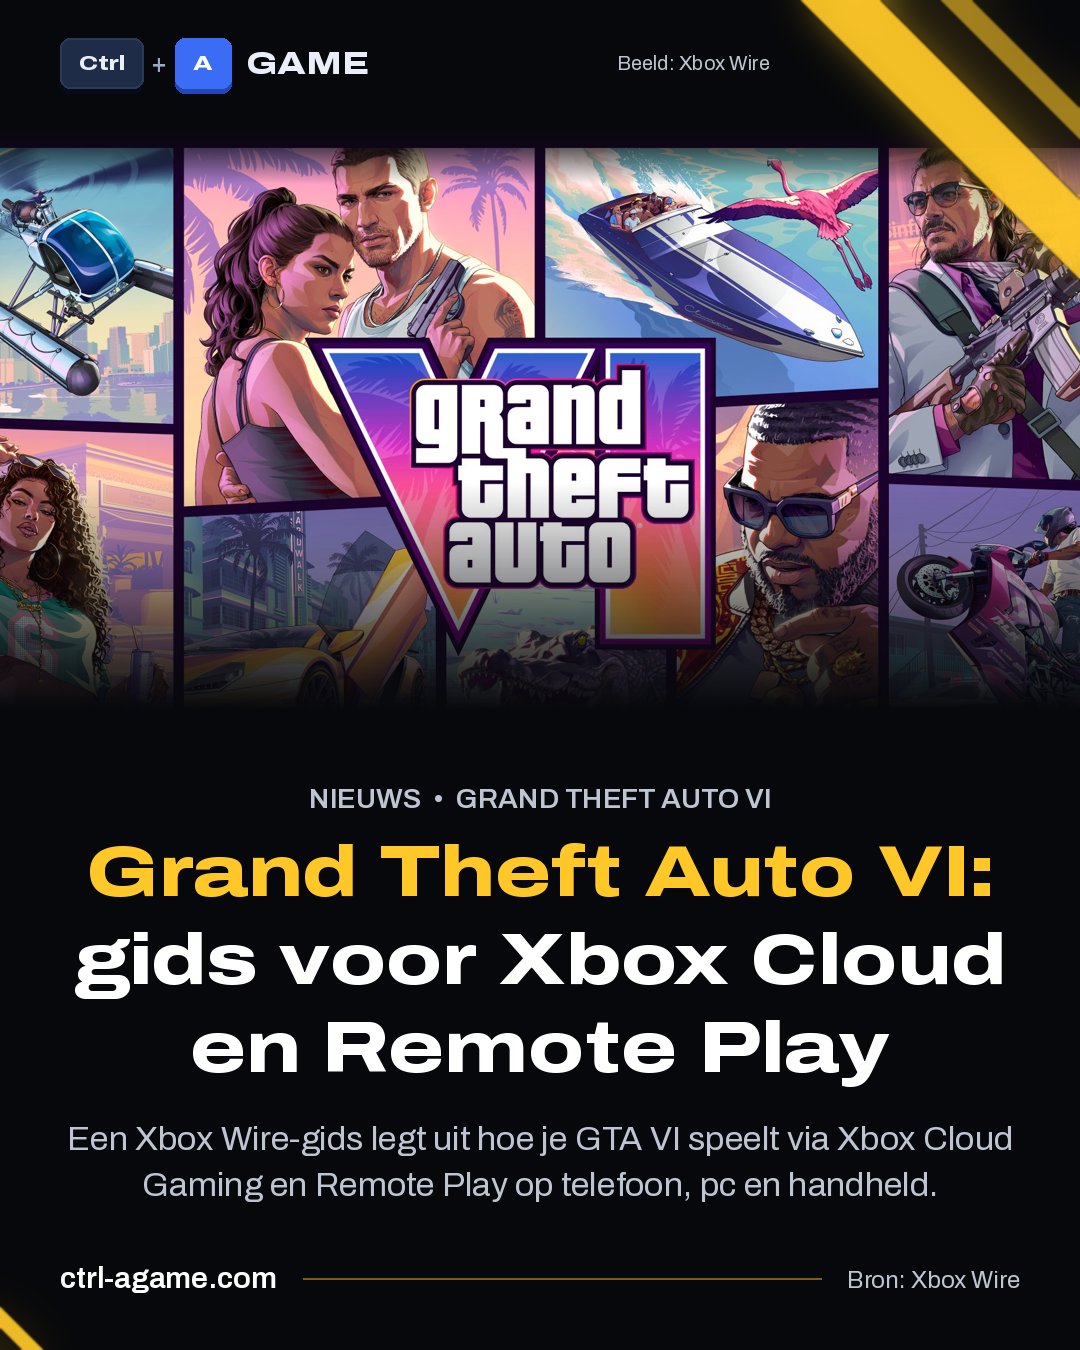 Ctrl + A GAME
Beeld: Xbox Wire
grand
theft
auto
VI
NIEUWS • GRAND THEFT AUTO VI
Grand Theft Auto VI:
gids voor Xbox Cloud
en Remote Play
Een Xbox Wire-gids legt uit hoe je GTA VI speelt via Xbox Cloud
Gaming en Remote Play op telefoon, pc en handheld.
ctrl-agame.com
Bron: Xbox Wire